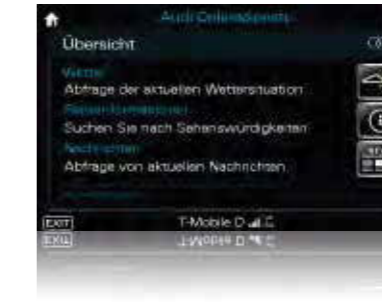 Audi Onlinedienste
Übersicht
Wetter
Abfrage der aktuellen Wettersituation
Reiseinformationen
Suchen Sie nach Sehenswürdigkeiten
Nachrichten
Abfrage von aktuellen Nachrichten
EXIT
T-Mobile D